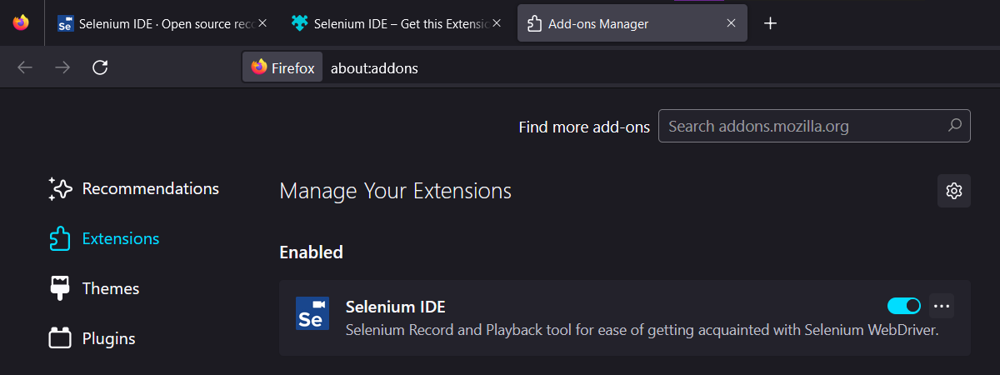 Selenium IDE · Open source reco
Selenium IDE – Get this Extensio
Add-ons Manager
Firefox
about:addons
Find more add-ons
Search addons.mozilla.org
Recommendations
Manage Your Extensions
Extensions
Enabled
Themes
Se
Selenium IDE
Selenium Record and Playback tool for ease of getting acquainted with Selenium WebDriver.
Plugins